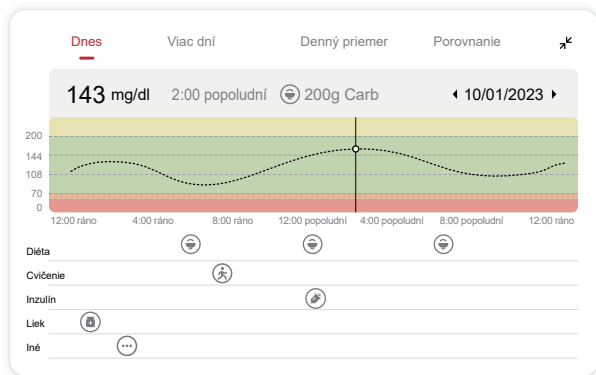 Dnes Viac dní Denný priemer Porovnanie
143 mg/dl 2:00 popoludní 200g Carb 10/01/2023
200
144
108
70
0
12:00 ráno 4:00 ráno 8:00 ráno 12:00 popoludní 4:00 popoludní 8:00 popoludní 12:00 ráno
Diéta
Cvičenie
Inzulín
Liek
Iné